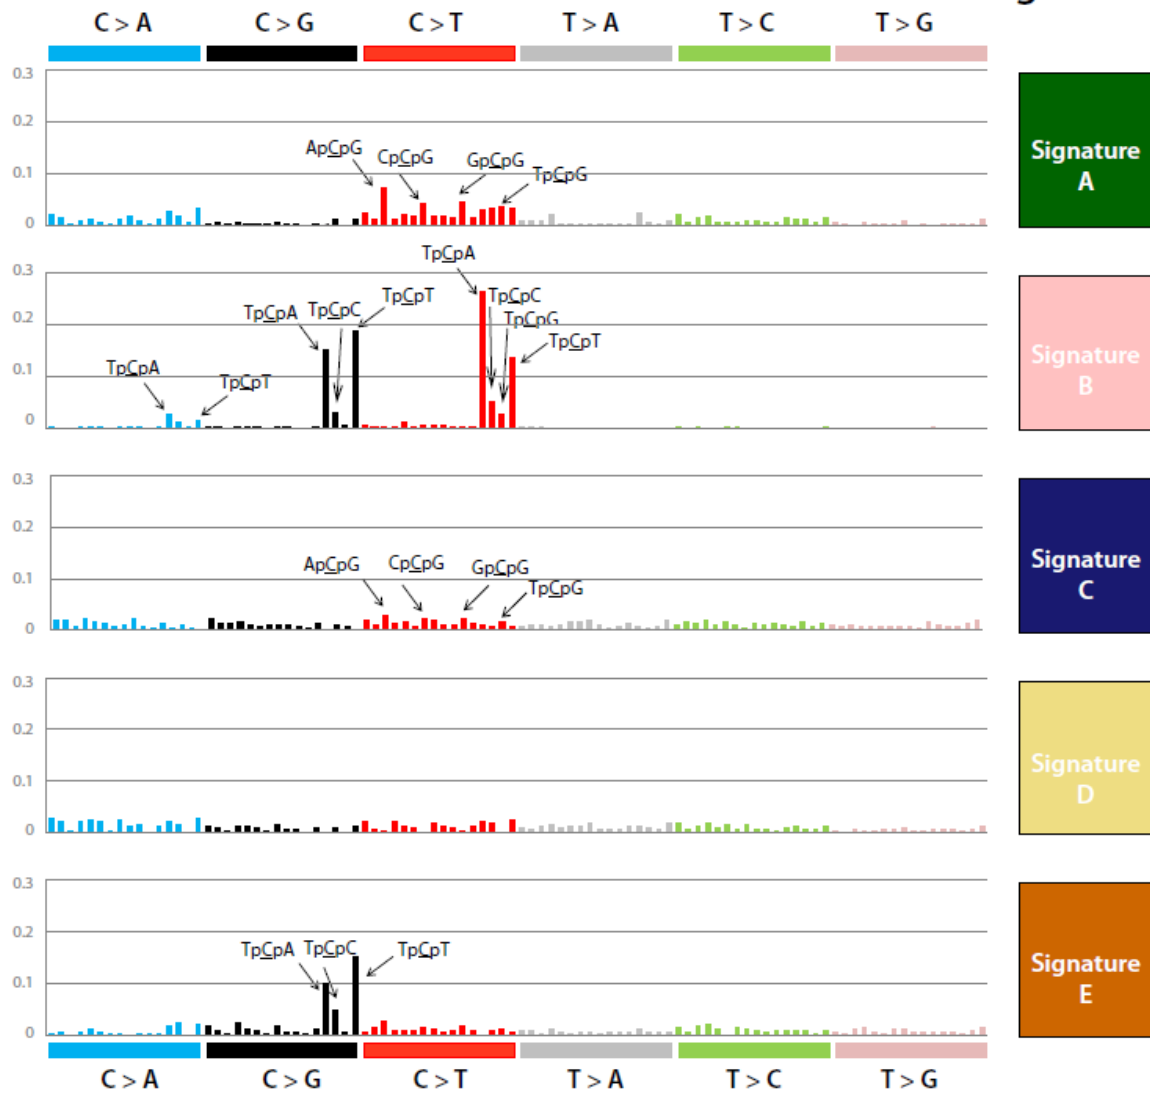 C > A C > G C > T T > A T > C T > G
0.3
0.2
0.1
0
ApCpG CpCpG GpCpG TpCpG
Signature
A
0.3
0.2
0.1
0
TpCpA
TpCpA TpCpC TpCpT TpCpC
TpCpG
TpCpT
TpCpA TpCpT
Signature
B
0.3
0.2
0.1
0
ApCpG CpCpG GpCpG TpCpG
Signature
C
0.3
0.2
0.1
0
Signature
D
0.3
0.2
0.1
0
TpCpA TpCpC TpCpT
Signature
E
C > A C > G C > T T > A T > C T > G